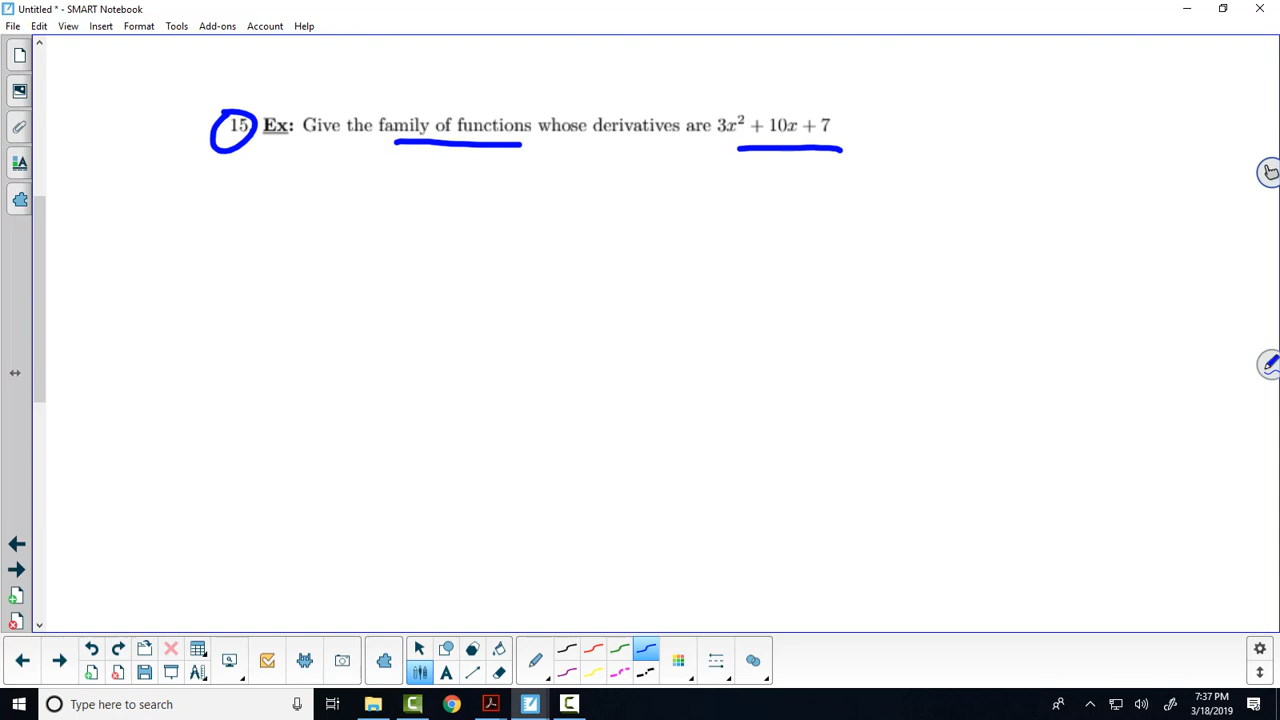 Untitled * - SMART Notebook
File Edit View Insert Format Tools Add-ons Account Help
15. Ex: Give the family of functions whose derivatives are 3x² + 10x + 7
Type here to search
7:37 PM
3/18/2019